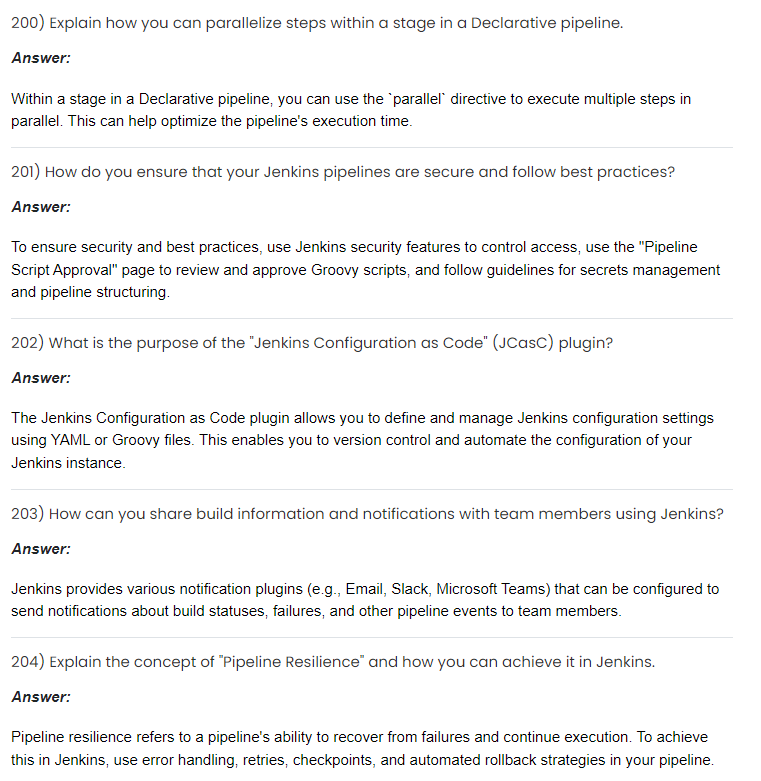 200) Explain how you can parallelize steps within a stage in a Declarative pipeline.
Answer:
Within a stage in a Declarative pipeline, you can use the `parallel` directive to execute multiple steps in
parallel. This can help optimize the pipeline's execution time.
201) How do you ensure that your Jenkins pipelines are secure and follow best practices?
Answer:
To ensure security and best practices, use Jenkins security features to control access, use the "Pipeline
Script Approval" page to review and approve Groovy scripts, and follow guidelines for secrets management
and pipeline structuring.
202) What is the purpose of the "Jenkins Configuration as Code" (JCasC) plugin?
Answer:
The Jenkins Configuration as Code plugin allows you to define and manage Jenkins configuration settings
using YAML or Groovy files. This enables you to version control and automate the configuration of your
Jenkins instance.
203) How can you share build information and notifications with team members using Jenkins?
Answer:
Jenkins provides various notification plugins (e.g., Email, Slack, Microsoft Teams) that can be configured to
send notifications about build statuses, failures, and other pipeline events to team members.
204) Explain the concept of "Pipeline Resilience" and how you can achieve it in Jenkins.
Answer:
Pipeline resilience refers to a pipeline's ability to recover from failures and continue execution. To achieve
this in Jenkins, use error handling, retries, checkpoints, and automated rollback strategies in your pipeline.